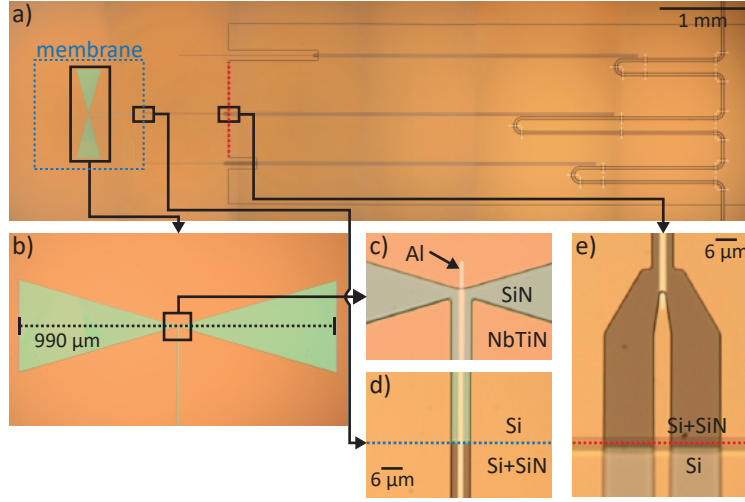 a)
1 mm
membrane
b)
990 µm
c)
Al
SiN
NbTiN
d)
Si
Si+SiN
6 µm
e)
6 µm
Si+SiN
Si